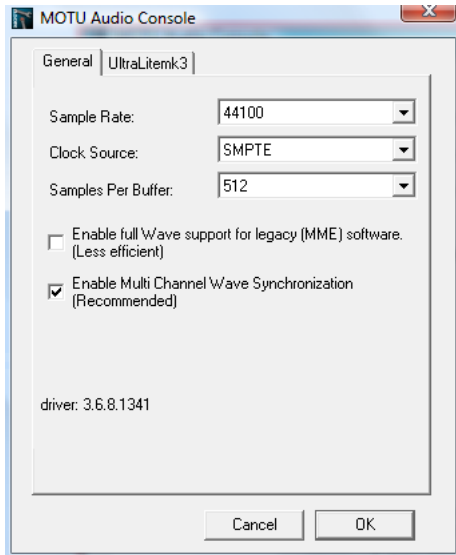 MOTU Audio Console
General
UltraLitemk3
Sample Rate:
44100
Clock Source:
SMPTE
Samples Per Buffer:
512
Enable full Wave support for legacy (MME) software.
(Less efficient)
Enable Multi Channel Wave Synchronization
(Recommended)
driver: 3.6.8.1341
Cancel
OK